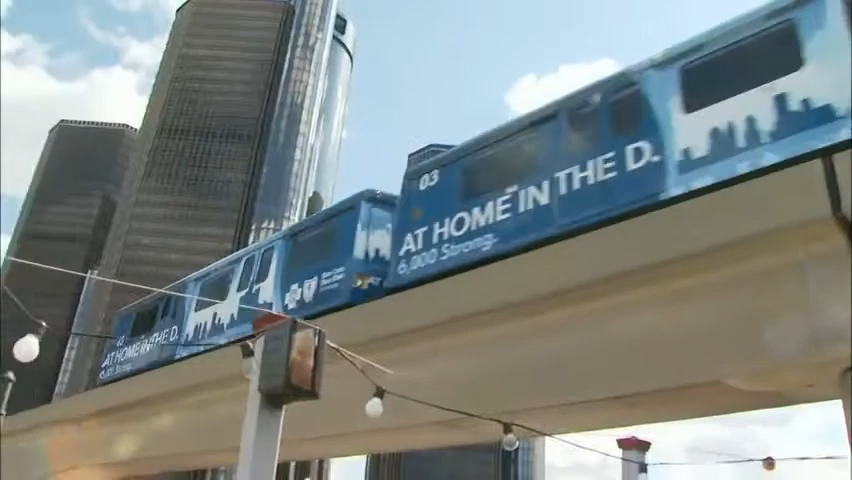 03
AT HOME IN THE D.
6,000 Strong.
AT HOME IN THE D.